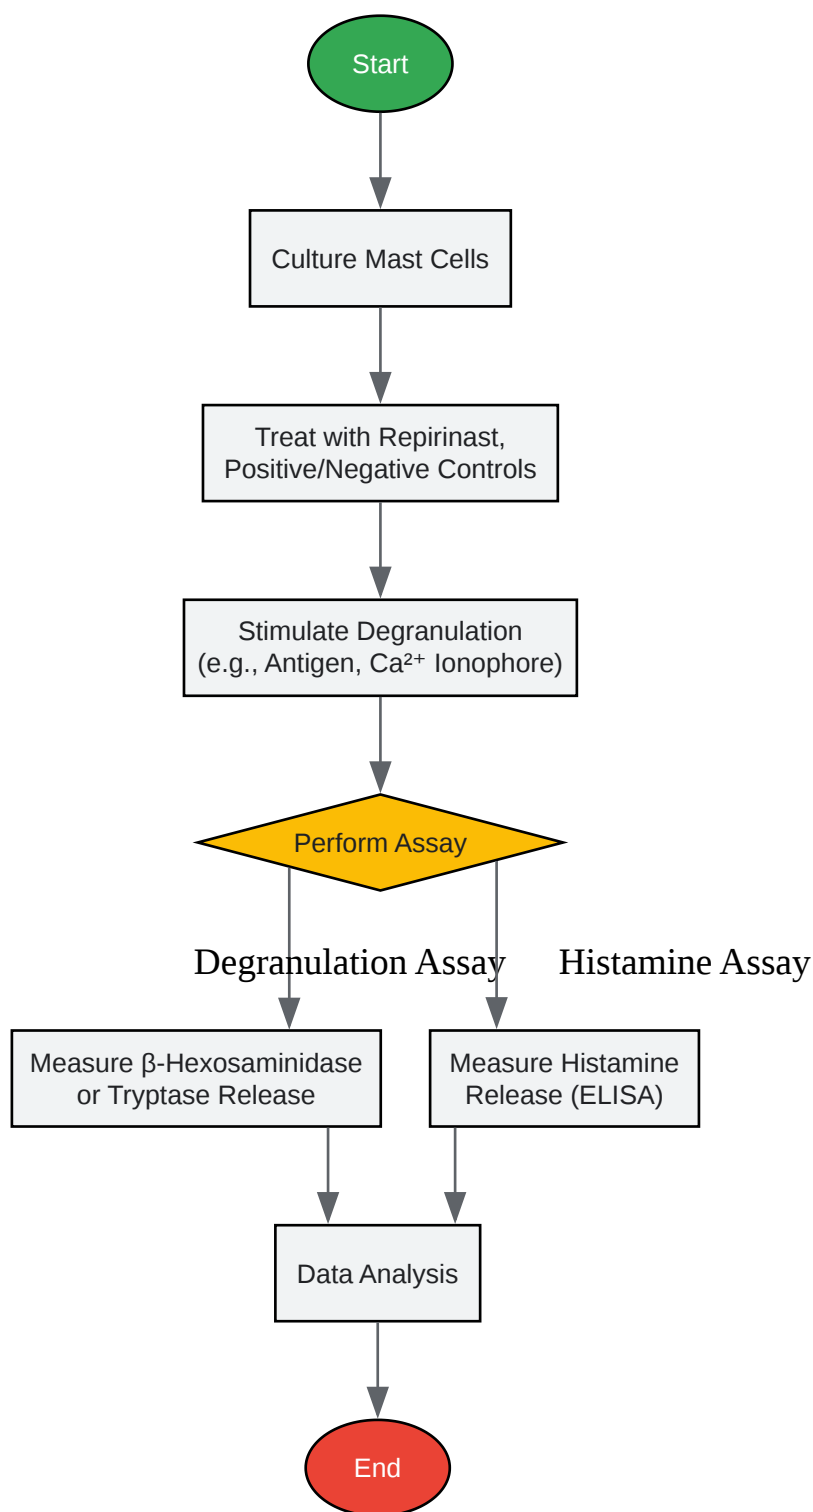 Start
Culture Mast Cells
Treat with Repirinast,
Positive/Negative Controls
Stimulate Degranulation
(e.g., Antigen, Ca²⁺ Ionophore)
Perform Assay
Degranulation Assay
Histamine Assay
Measure β-Hexosaminidase
or Tryptase Release
Measure Histamine
Release (ELISA)
Data Analysis
End